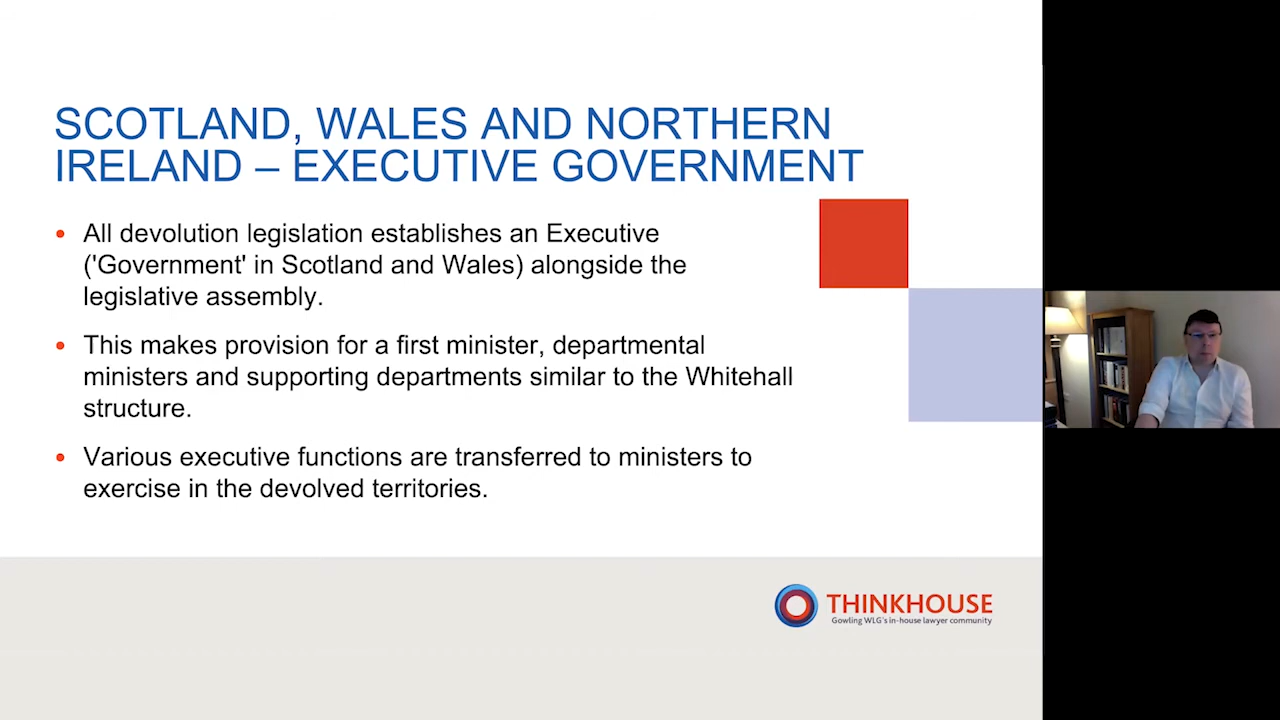 SCOTLAND, WALES AND NORTHERN
IRELAND – EXECUTIVE GOVERNMENT
• All devolution legislation establishes an Executive
('Government' in Scotland and Wales) alongside the
legislative assembly.
• This makes provision for a first minister, departmental
ministers and supporting departments similar to the Whitehall
structure.
• Various executive functions are transferred to ministers to
exercise in the devolved territories.
THINKHOUSE
Gowling WLG's in-house lawyer community